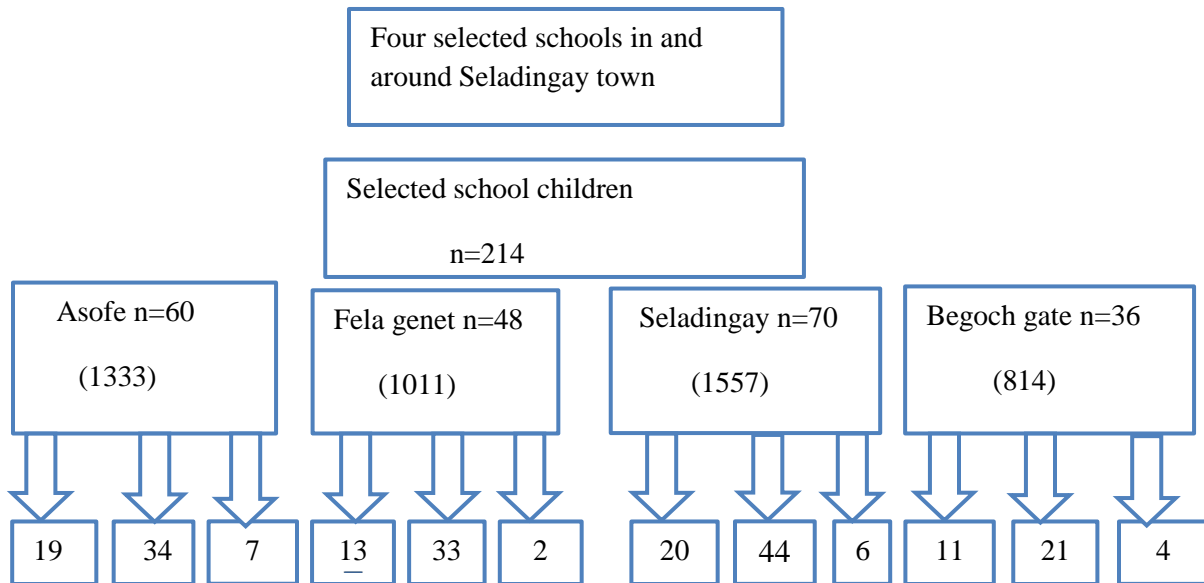 Four selected schools in and
around Seladingay town
Selected school children
n=214
Asofe n=60
(1333)
Fela genet n=48
(1011)
Seladingay n=70
(1557)
Begoch gate n=36
(814)
19
34
7
13
33
2
20
44
6
11
21
4